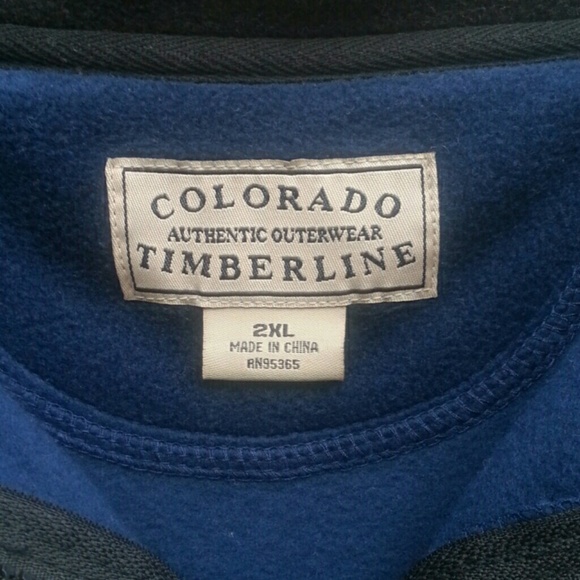 COLORADO
AUTHENTIC OUTERWEAR
TIMBERLINE
2XL
MADE IN CHINA
RN95365